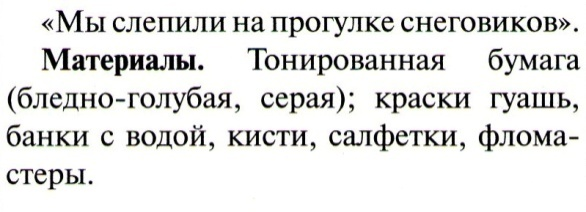 «Мы слепили на прогулке снеговиков».
Материалы. Тонированная бумага
(бледно-голубая, серая); краски гуашь,
банки с водой, кисти, салфетки, флома-
стеры.